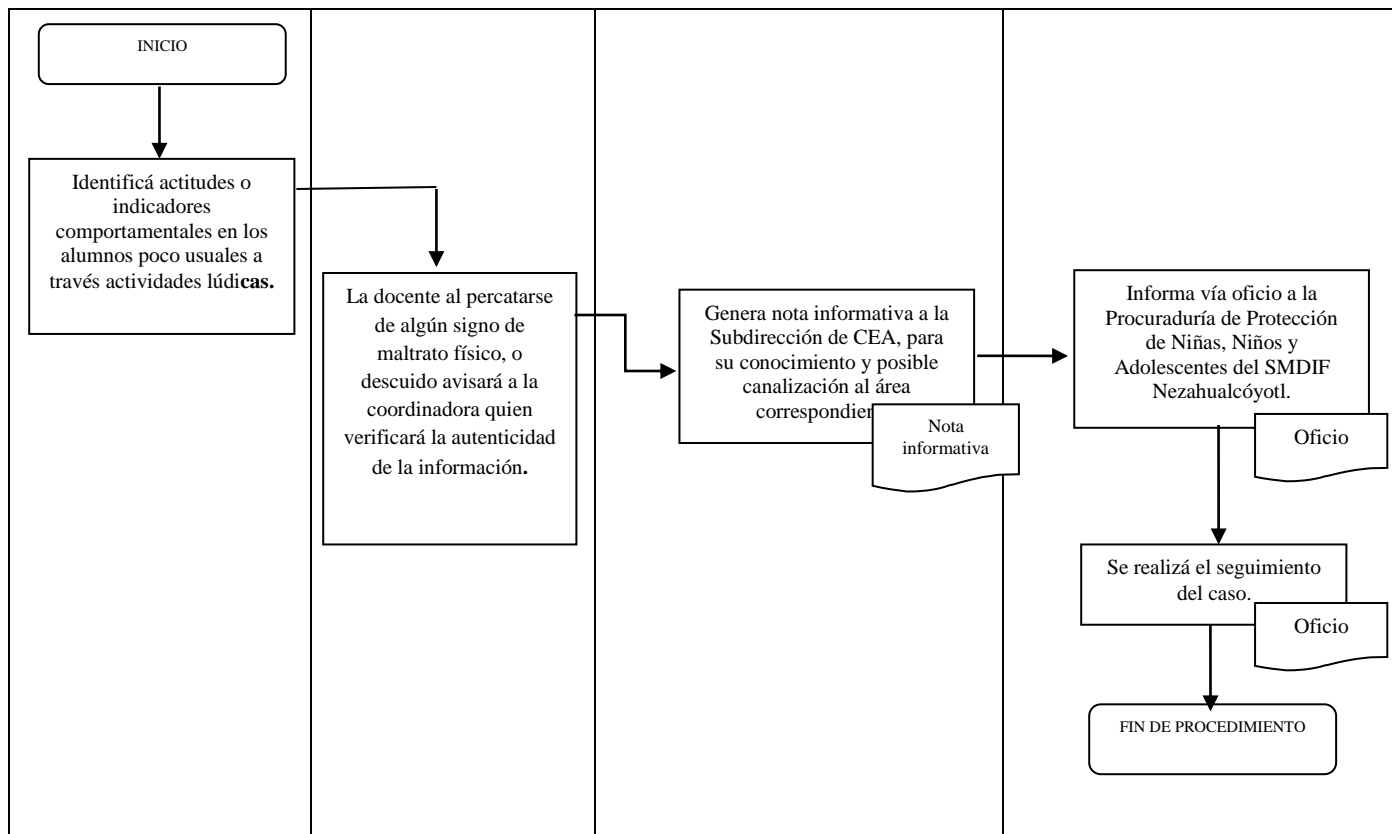 INICIO
Identificá actitudes o
indicadores
comportamentales en los
alumnos poco usuales a
través actividades lúdicas.
La docente al percatarse
de algún signo de
maltrato físico, o
descuido avisará a la
coordinadora quien
verificará la autenticidad
de la información.
Genera nota informativa a la
Subdirección de CEA, para
su conocimiento y posible
canalización al área
correspondien
Nota
informativa
Informa vía oficio a la
Procuraduría de Protección
de Niñas, Niños y
Adolescentes del SMDIF
Nezahualcóyotl.
Oficio
Se realizá el seguimiento
del caso.
Oficio
FIN DE PROCEDIMIENTO